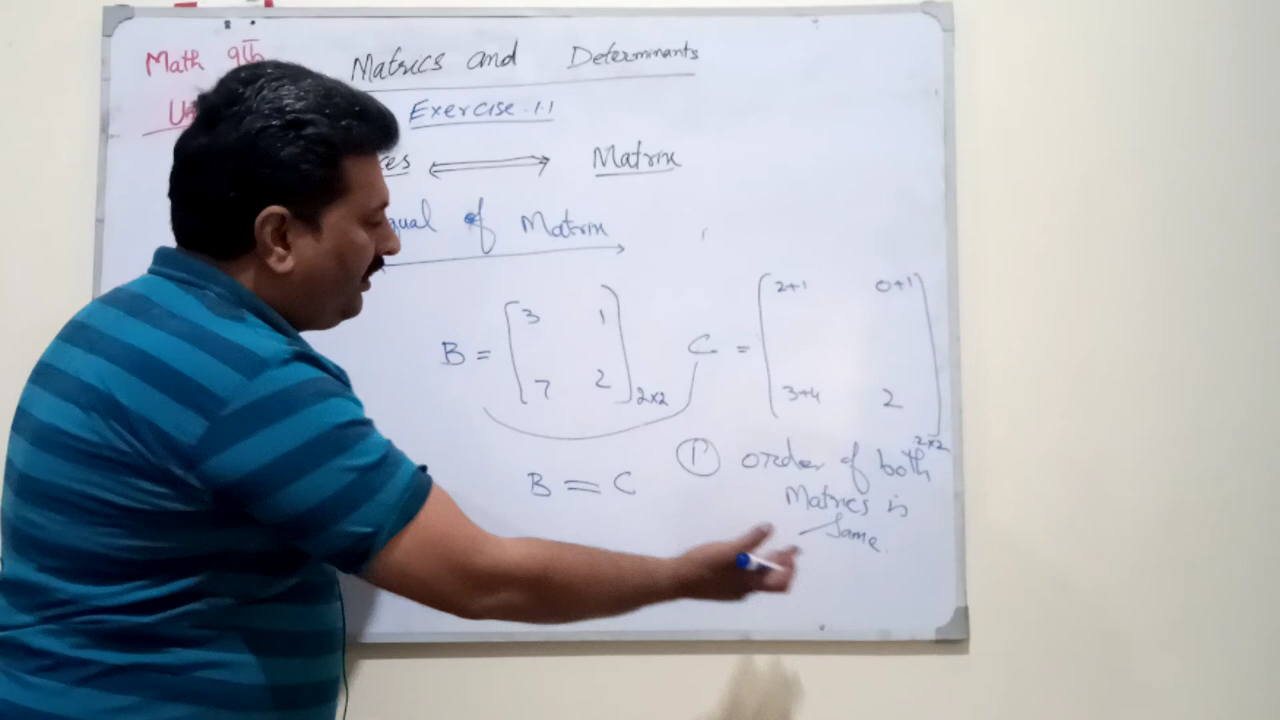 Math 9th Matrics and Determinants
Exercise 1.1
Matrix
of Matrix
B = [ 3 1
7 2 ] 2x2
C = [ 2+1 0+1
3+4 2 ] 2x2
B = C
① order of both
Matrics is
Same.